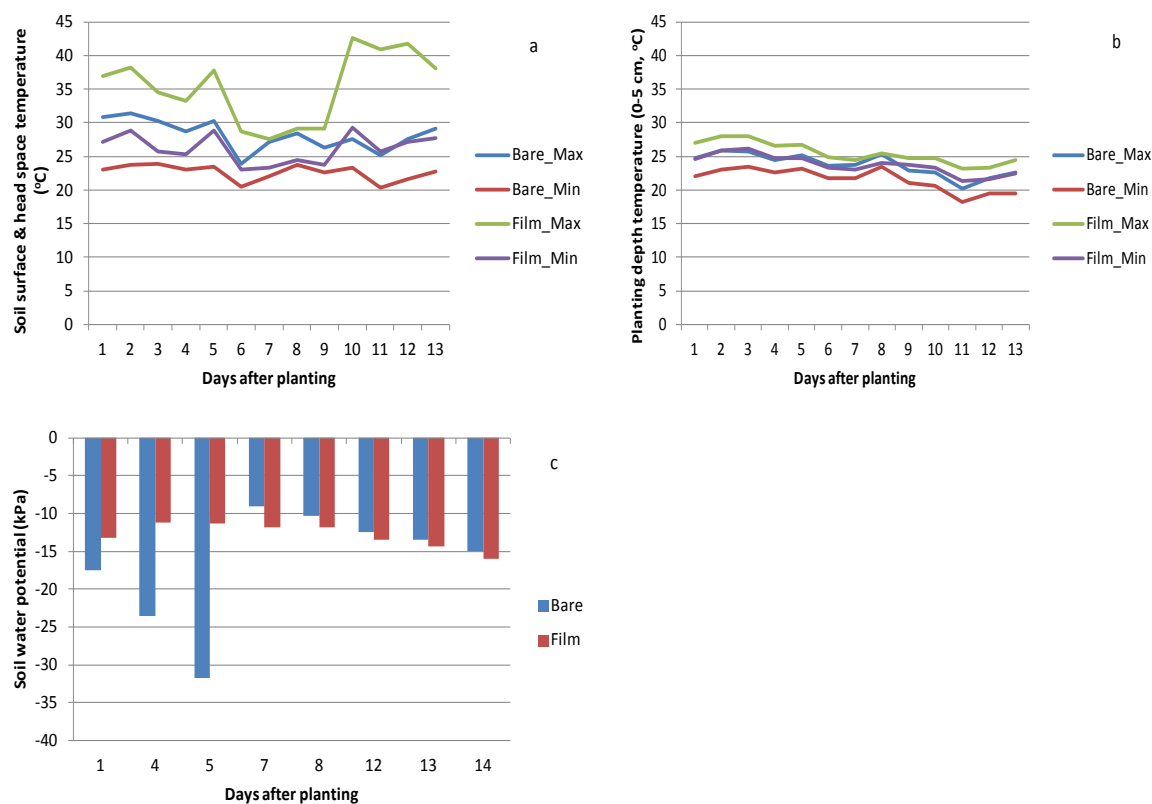 a
Soil surface & head space temperature
(°C)
45
40
35
30
25
20
15
10
5
0
1 2 3 4 5 6 7 8 9 10 11 12 13
Days after planting
Bare_Max
Bare_Min
Film_Max
Film_Min
b
Planting depth temperature (0-5 cm, °C)
45
40
35
30
25
20
15
10
5
0
1 2 3 4 5 6 7 8 9 10 11 12 13
Days after planting
Bare_Max
Bare_Min
Film_Max
Film_Min
c
Soil water potential (kPa)
0
-5
-10
-15
-20
-25
-30
-35
-40
1 4 5 7 8 12 13 14
Days after planting
Bare
Film